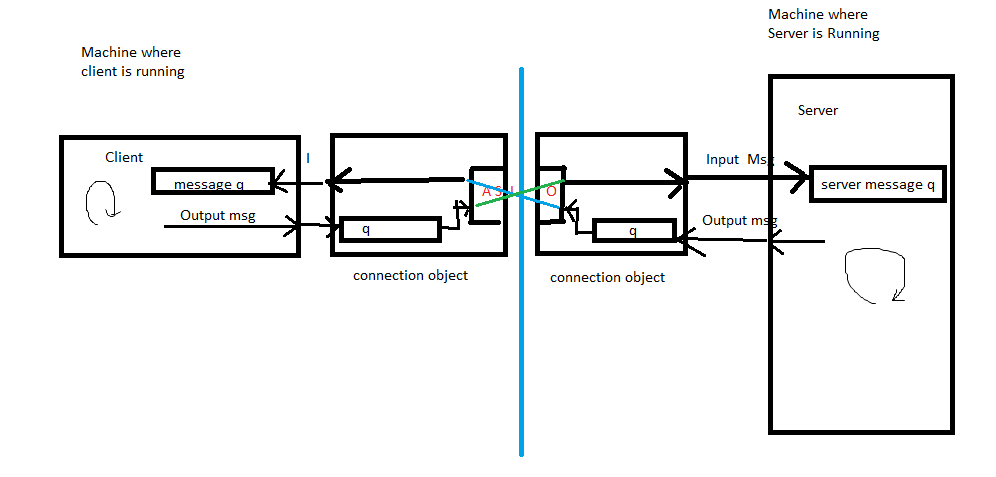 Machine where
Server is Running
Machine where
client is running
Server
Client
I
Input Msg
message q
A S I O
server message q
Output msg
Output msg
q
q
connection object
connection object